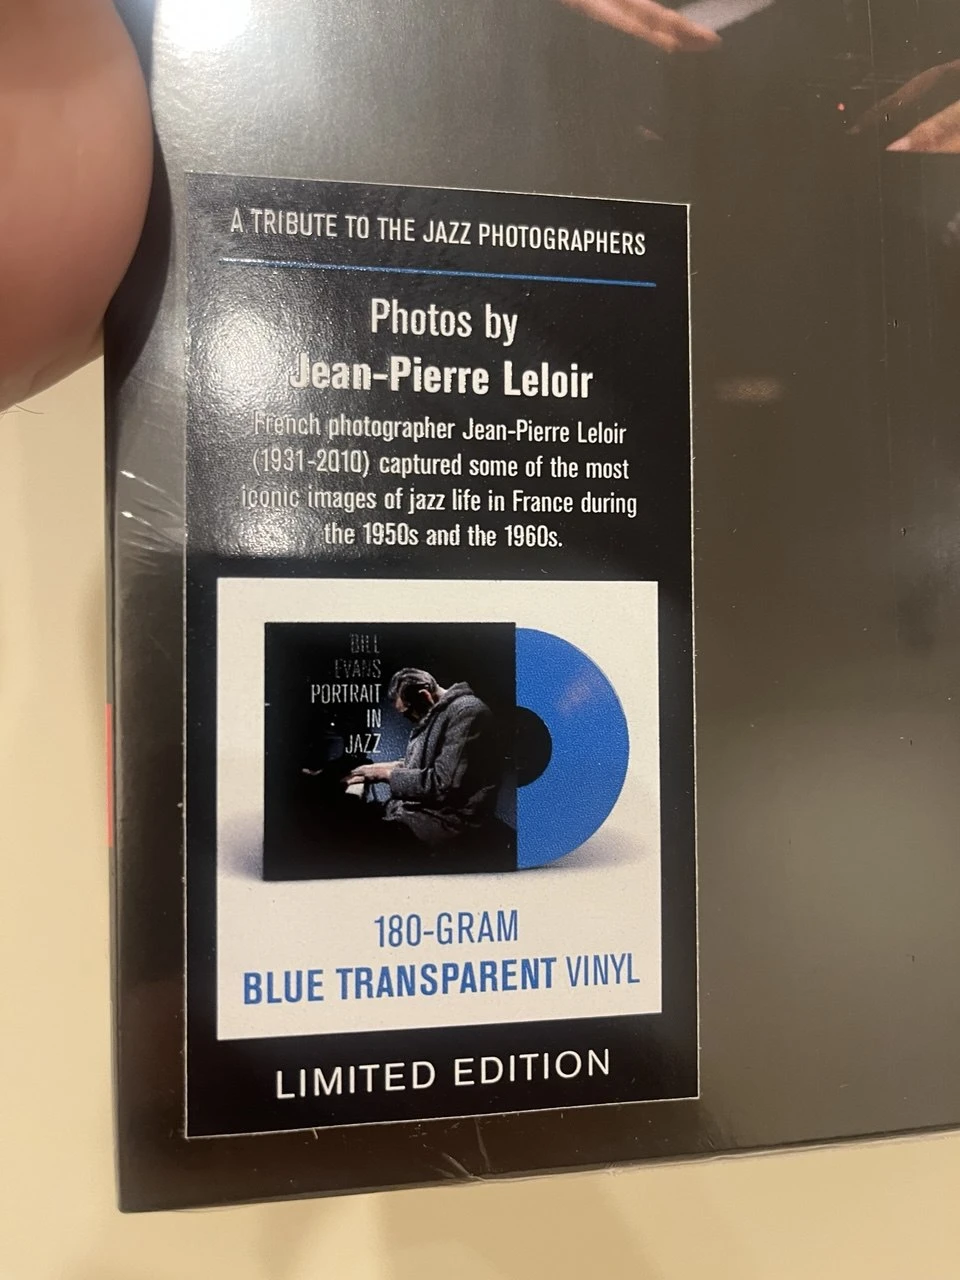 A TRIBUTE TO THE JAZZ PHOTOGRAPHERS
Photos by
Jean-Pierre Leloir
French photographer Jean-Pierre Leloir
(1931-2010) captured some of the most
iconic images of jazz life in France during
the 1950s and the 1960s.
BILL
EVANS
PORTRAIT
IN
JAZZ
180-GRAM
BLUE TRANSPARENT VINYL
LIMITED EDITION